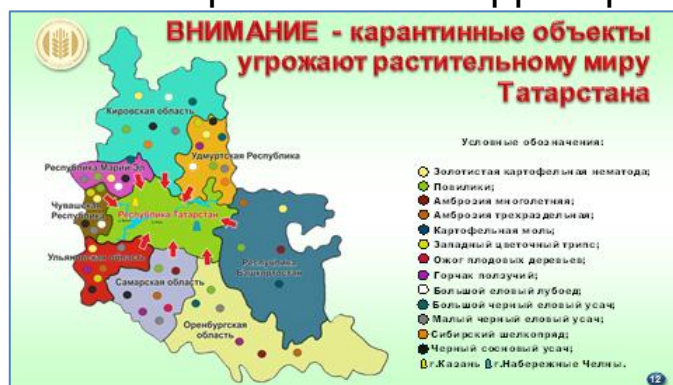 ВНИМАНИЕ - карантинные объекты
угрожают растительному миру
Татарстана
Условные обозначения:
Золотистая картофельная нематода;
Повилики;
Амброзия многолетняя;
Амброзия трехраздельная;
Картофельная моль;
Западный цветочный трипс;
Ожог плодовых деревьев;
Горчак ползучий;
Большой еловый лубоед;
Большой черный еловый усач;
Малый черный еловый усач;
Сибирский шелкопряд;
Черный сосновый усач;
г.Казань г.Набережные Челны.
Кировская область
Удмуртская Республика
Республика Марий Эл
Чувашская
Республика
Республика Татарстан
Ульяновская область
Самарская область
Республика
Башкортостан
Оренбургская
область
12